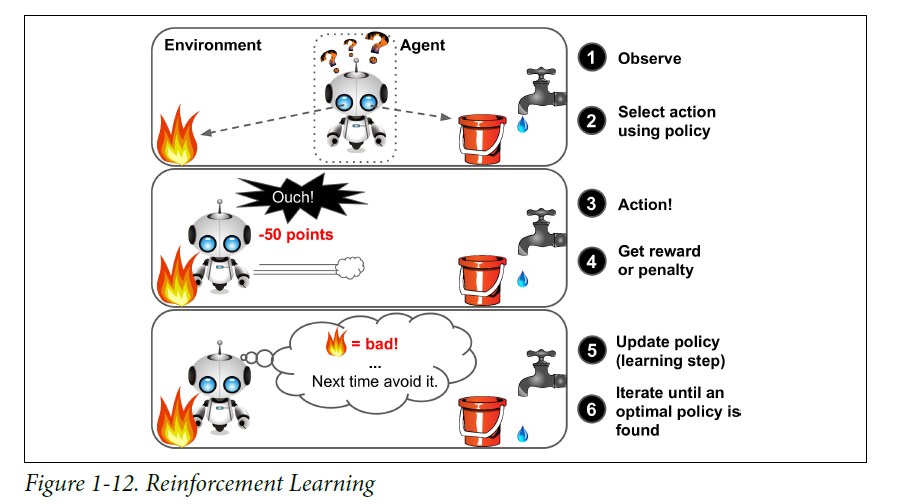 Environment
Agent
? ? ?
1 Observe
2 Select action
using policy
Ouch!
-50 points
3 Action!
4 Get reward
or penalty
= bad!
...
Next time avoid it.
5 Update policy
(learning step)
6 Iterate until an
optimal policy is
found
Figure 1-12. Reinforcement Learning